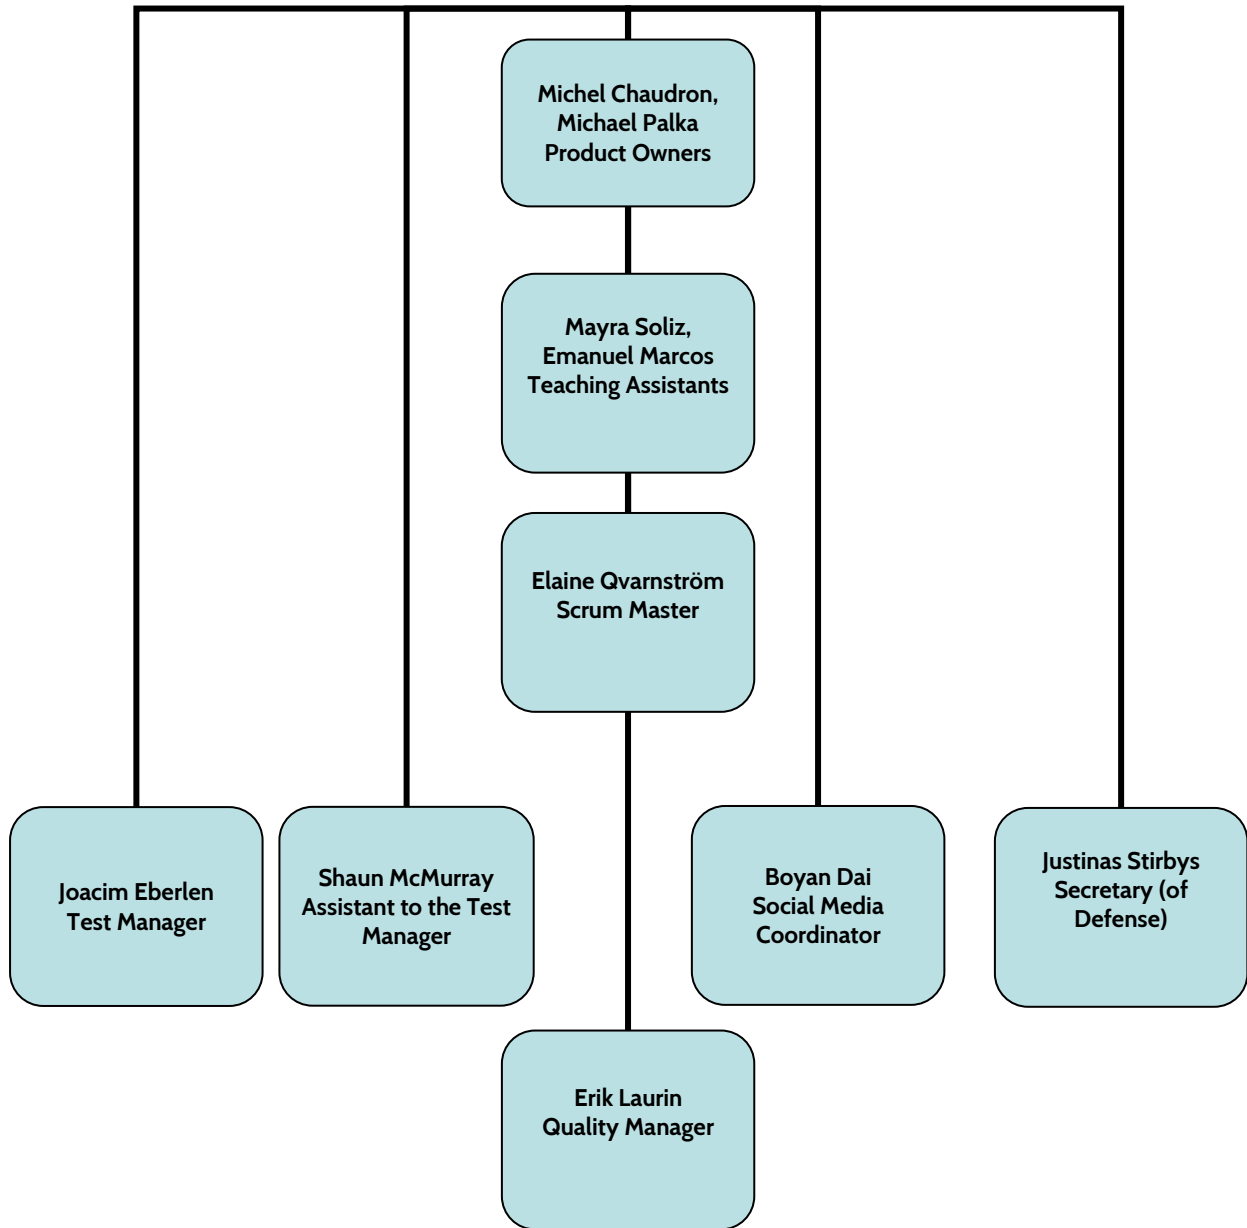 Michel Chaudron,
Michael Palka
Product Owners
Mayra Soliz,
Emanuel Marcos
Teaching Assistants
Elaine Qvarnström
Scrum Master
Joacim Eberlen
Test Manager
Shaun McMurray
Assistant to the Test
Manager
Boyan Dai
Social Media
Coordinator
Justinas Stirbys
Secretary (of
Defense)
Erik Laurin
Quality Manager